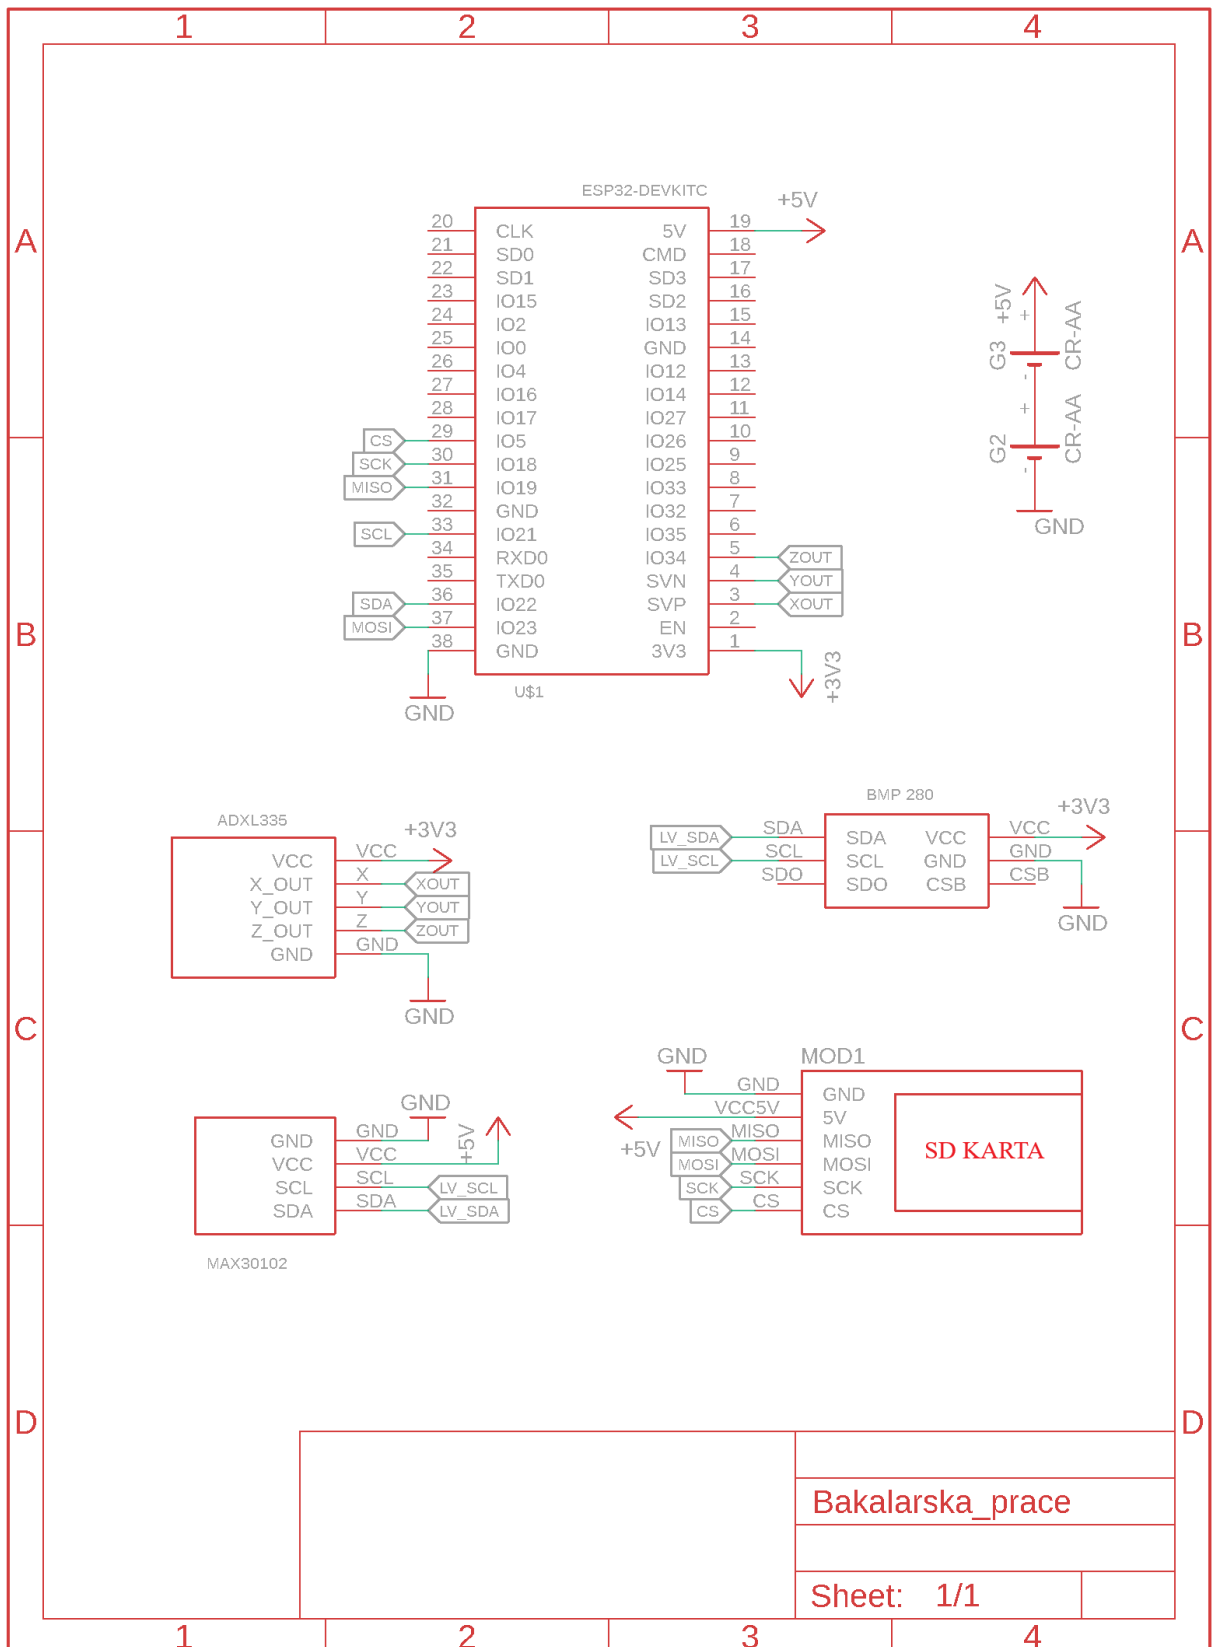 1 2 3 4
A A
B B
C C
D D
ESP32-DEVKITC
+5V
20 CLK 5V 19
21 SD0 CMD 18
22 SD1 SD3 17
23 IO15 SD2 16
24 IO2 IO13 15
25 IO0 GND 14
26 IO4 IO12 13
27 IO16 IO14 12
28 IO17 IO27 11
CS 29 IO5 IO26 10
SCK 30 IO18 IO25 9
MISO 31 IO19 IO33 8
32 GND IO32 7
SCL 33 IO21 IO35 6
34 RXD0 IO34 5 ZOUT
35 TXD0 SVN 4 YOUT
SDA 36 IO22 SVP 3 XOUT
MOSI 37 IO23 EN 2
38 GND 3V3 1
+3V3
U$1
GND
+5V
+
G3 CR-AA
-
+
G2 CR-AA
-
GND
ADXL335
+3V3
VCC VCC
X_OUT X XOUT
Y_OUT Y YOUT
Z_OUT Z ZOUT
GND GND
GND
BMP 280
+3V3
LV_SDA SDA SDA VCC VCC
LV_SCL SCL SCL GND GND
SDO SDO CSB CSB
GND
GND
GND GND
VCC VCC +5V
SCL SCL LV_SCL
SDA SDA LV_SDA
MAX30102
GND MOD1
GND GND
VCC5V 5V
+5V
MISO MISO MISO
MOSI MOSI MOSI
SCK SCK SCK
CS CS CS
SD KARTA
Bakalarska_prace
Sheet: 1/1
1 2 3 4